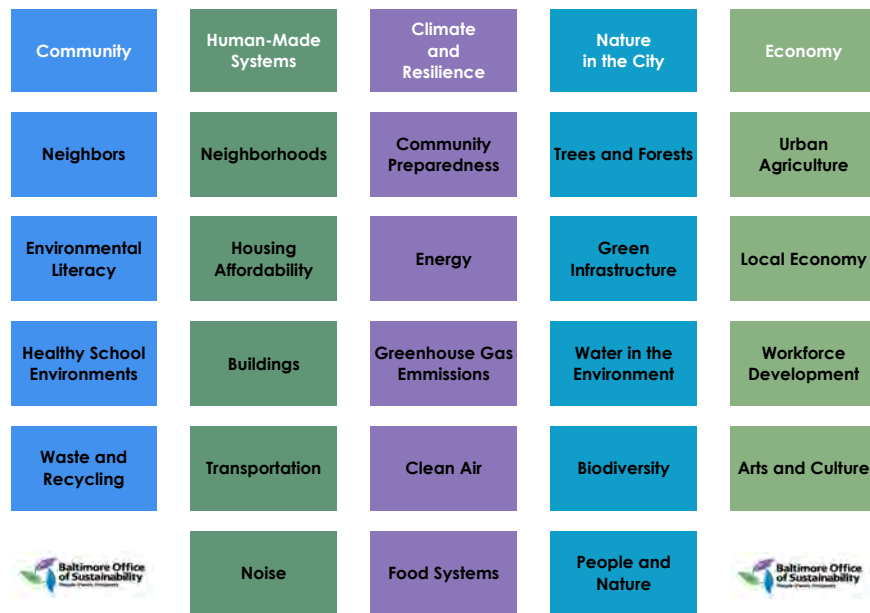 Community
Human-Made
Systems
Climate
and
Resilience
Nature
in the City
Economy
Neighbors
Neighborhoods
Community
Preparedness
Trees and Forests
Urban
Agriculture
Environmental
Literacy
Housing
Affordability
Energy
Green
Infrastructure
Local Economy
Healthy School
Environments
Buildings
Greenhouse Gas
Emmissions
Water in the
Environment
Workforce
Development
Waste and
Recycling
Transportation
Clean Air
Biodiversity
Arts and Culture
Baltimore Office
of Sustainability
Noise
Food Systems
People and
Nature
Baltimore Office
of Sustainability